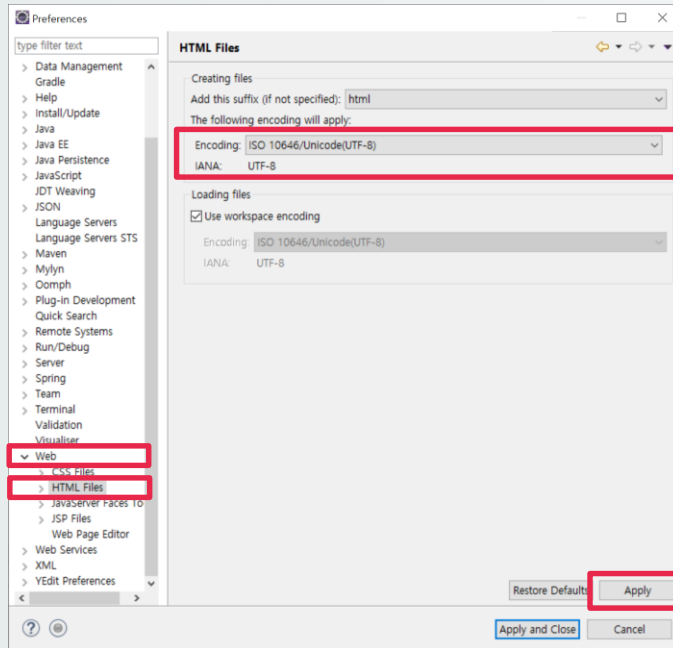 Preferences
type filter text
Data Management
Gradle
Help
Install/Update
Java
Java EE
Java Persistence
JavaScript
JDT Weaving
JSON
Language Servers
Language Servers STS
Maven
Mylyn
Oomph
Plug-in Development
Quick Search
Remote Systems
Run/Debug
Server
Spring
Team
Terminal
Validation
Visualiser
Web
CSS Files
HTML Files
JavaServer Faces To
JSP Files
Web Page Editor
Web Services
XML
YEdit Preferences
HTML Files
Creating files
Add this suffix (if not specified): html
The following encoding will apply:
Encoding: ISO 10646/Unicode(UTF-8)
IANA: UTF-8
Loading files
Use workspace encoding
Encoding: ISO 10646/Unicode(UTF-8)
IANA: UTF-8
Restore Defaults Apply
Apply and Close Cancel